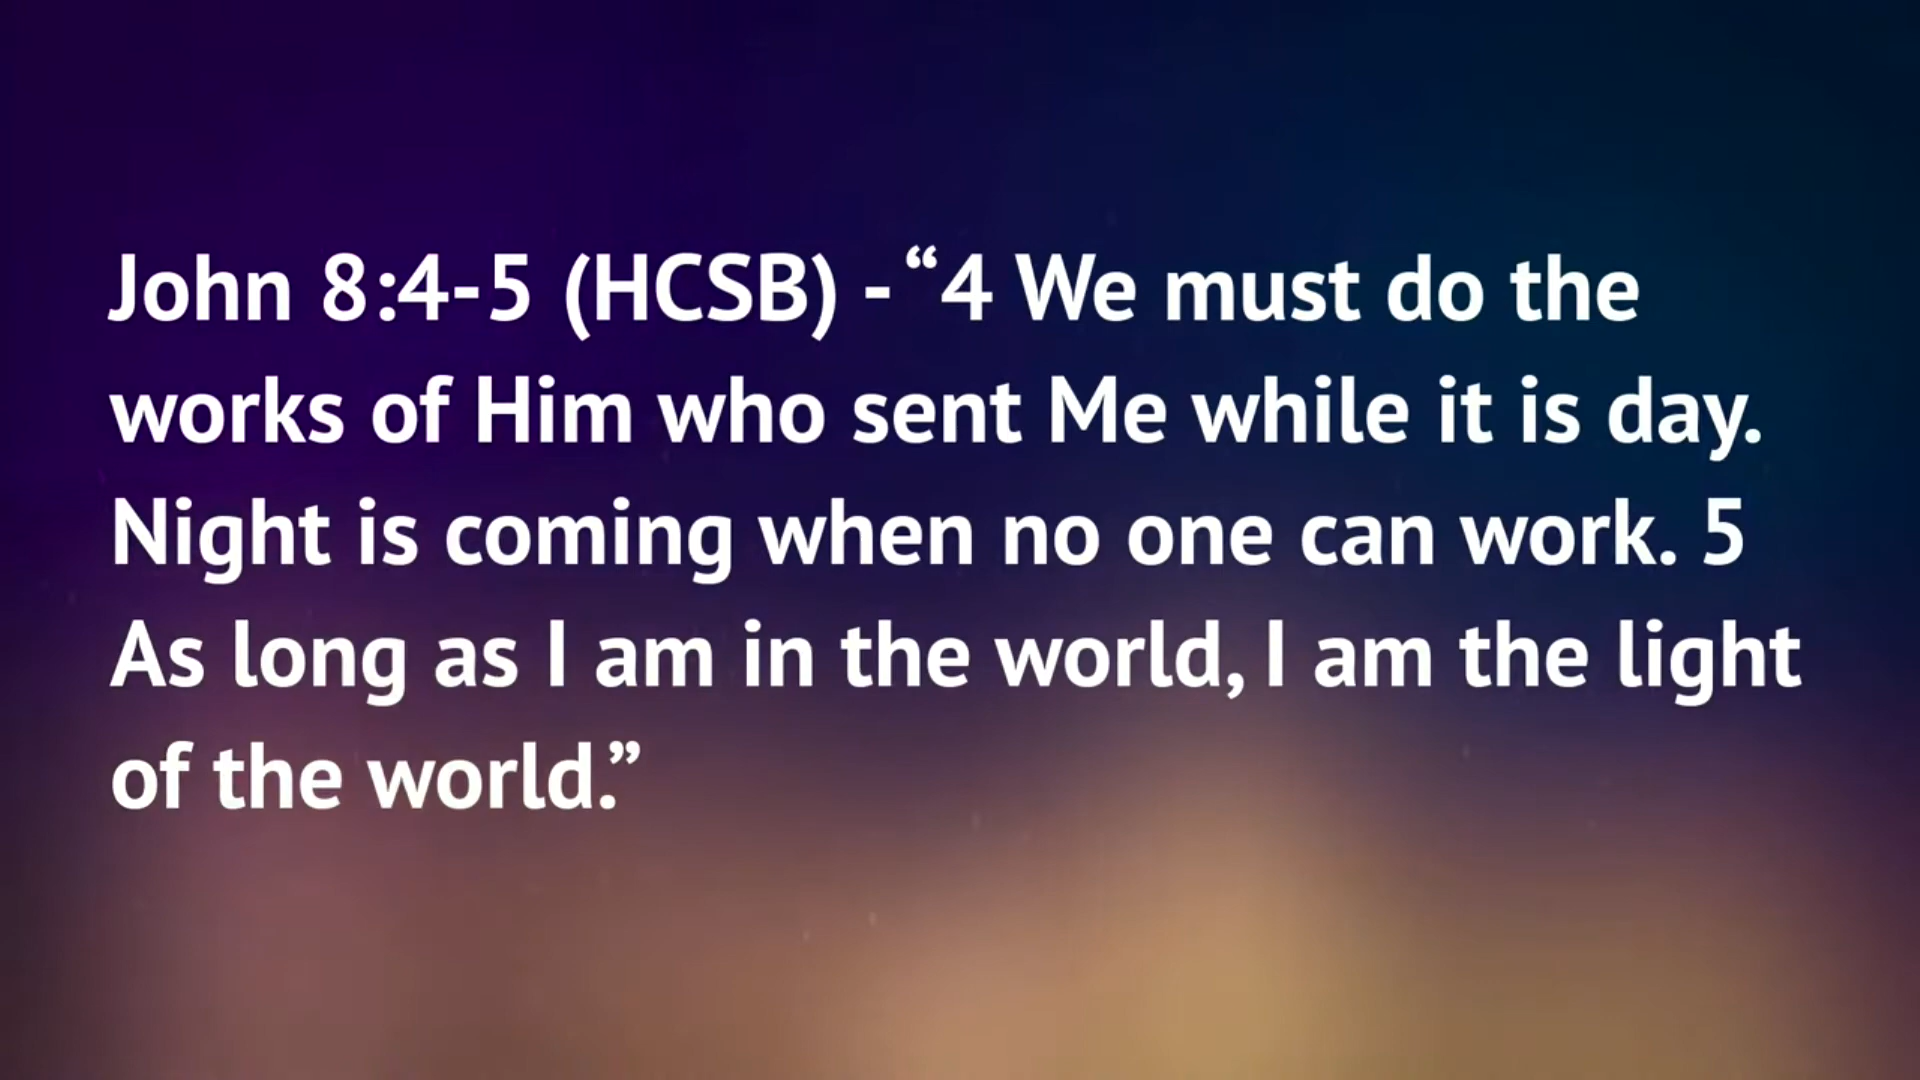 John 8:4-5 (HCSB) - “4 We must do the
works of Him who sent Me while it is day.
Night is coming when no one can work. 5
As long as I am in the world, I am the light
of the world.”